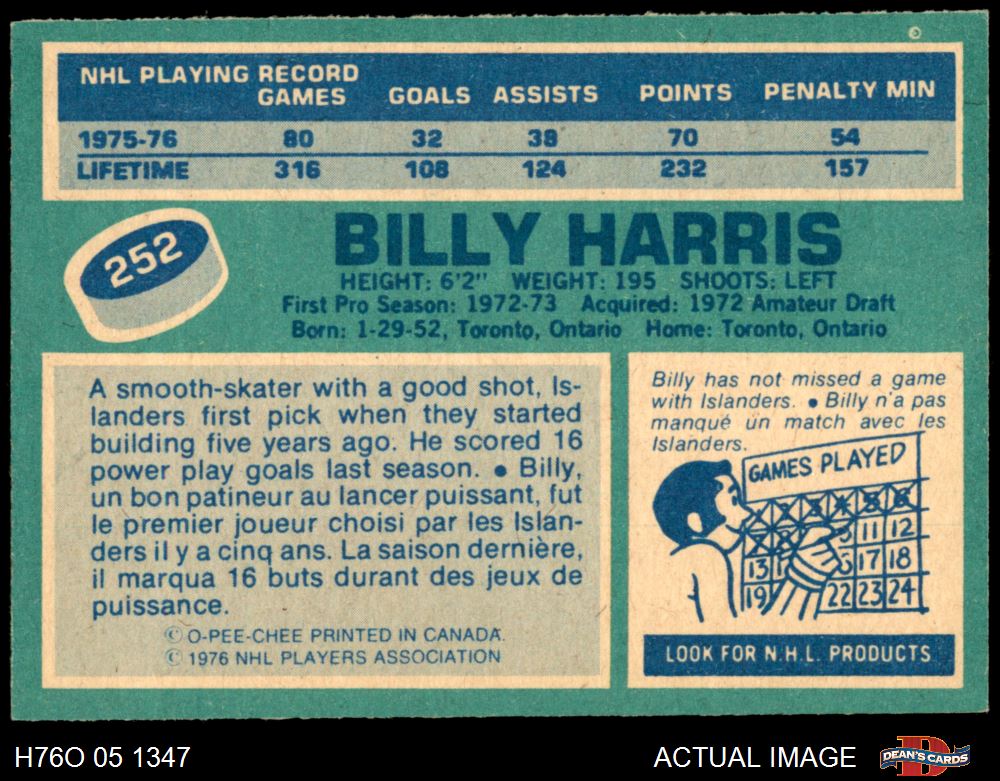 ©
NHL PLAYING RECORD
GAMES GOALS ASSISTS POINTS PENALTY MIN
1975-76 80 32 38 70 54
LIFETIME 316 108 124 232 157
252
BILLY HARRIS
HEIGHT: 6'2" WEIGHT: 195 SHOOTS: LEFT
First Pro Season: 1972-73 Acquired: 1972 Amateur Draft
Born: 1-29-52, Toronto, Ontario Home: Toronto, Ontario
A smooth-skater with a good shot, Is-
landers first pick when they started
building five years ago. He scored 16
power play goals last season. • Billy,
un bon patineur au lancer puissant, fut
le premier joueur choisi par les Islan-
ders il y a cinq ans. La saison dernière,
il marqua 16 buts durant des jeux de
puissance.
© O-PEE-CHEE PRINTED IN CANADA.
© 1976 NHL PLAYERS ASSOCIATION
Billy has not missed a game
with Islanders. • Billy n'a pas
manqué un match avec les
Islanders.
GAMES PLAYED
2 3 4 5 6
7 8 11 12
13 17 18
19 22 23 24
LOOK FOR N.H.L. PRODUCTS
H76O 05 1347
ACTUAL IMAGE
DEAN'S CARDS